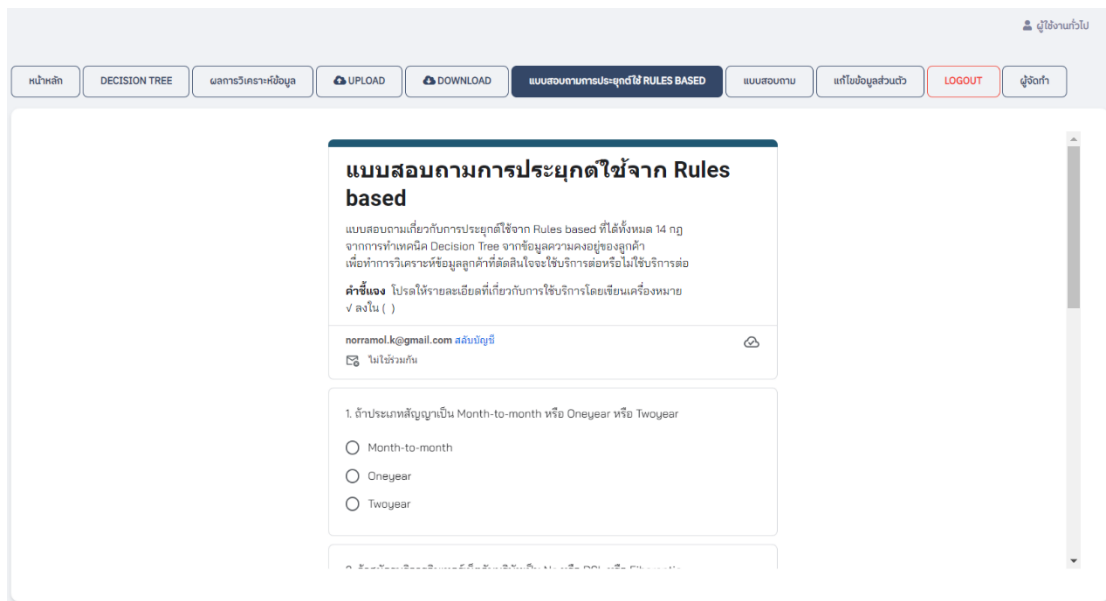 ผู้ใช้งานทั่วไป
หน้าหลัก DECISION TREE ผลการวิเคราะห์ข้อมูล UPLOAD DOWNLOAD แบบสอบถามการประยุกต์ใช้ RULES BASED แบบสอบถาม แก้ไขข้อมูลส่วนตัว LOGOUT ผู้จัดทำ
แบบสอบถามการประยุกต์ใช้จาก Rules
based
แบบสอบถามเกี่ยวกับการประยุกต์ใช้จาก Rules based ที่ได้ทั้งหมด 14 กฎ
จากการทำเทคนิค Decision Tree จากข้อมูลความคงอยู่ของลูกค้า
เพื่อทำการวิเคราะห์ข้อมูลลูกค้าที่ตัดสินใจจะใช้บริการต่อหรือไม่ใช้บริการต่อ
คำชี้แจง โปรดให้รายละเอียดที่เกี่ยวกับการใช้บริการโดยเขียนเครื่องหมาย
√ ลงใน ( )
norramol.k@gmail.com สลับบัญชี
ไม่ใช้ร่วมกัน
1. ถ้าประเภทสัญญาเป็น Month-to-month หรือ Oneyear หรือ Twoyear
Month-to-month
Oneyear
Twoyear